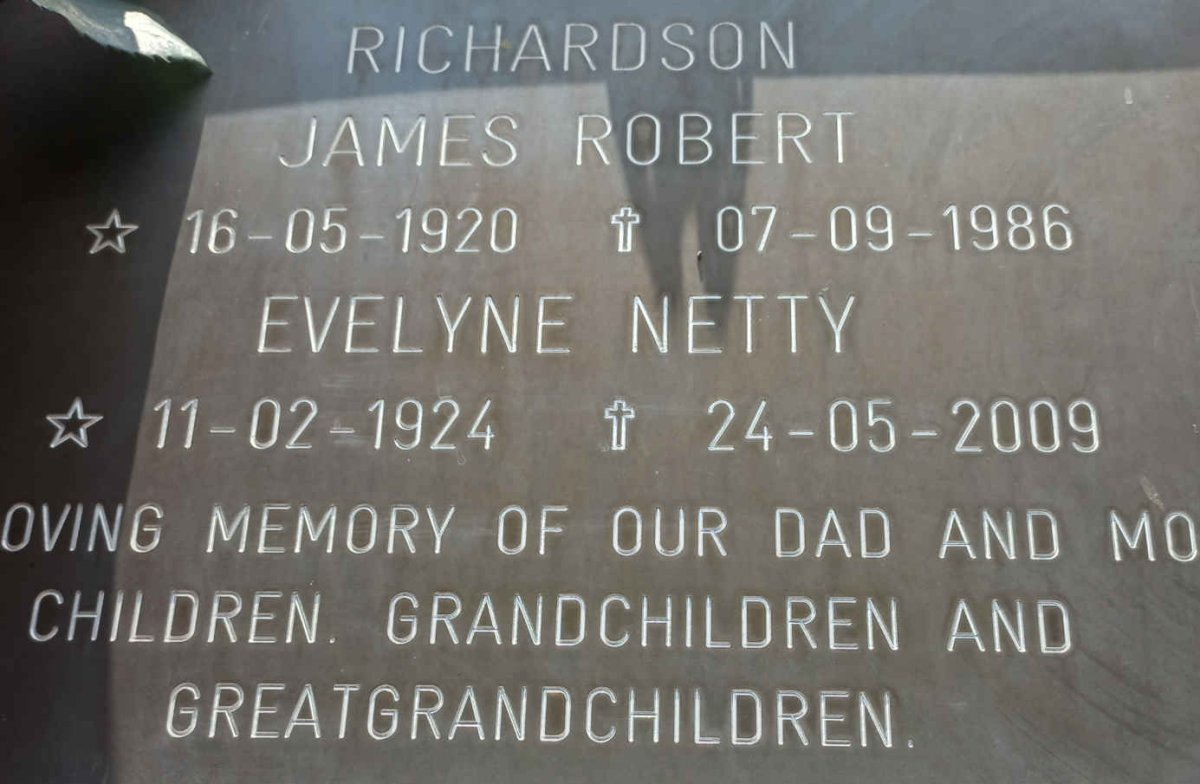 RICHARDSON
JAMES ROBERT
☆ 16-05-1920 ✝ 07-09-1986
EVELYNE NETTY
☆ 11-02-1924 ✝ 24-05-2009
OVING MEMORY OF OUR DAD AND MO
CHILDREN. GRANDCHILDREN AND
GREATGRANDCHILDREN.